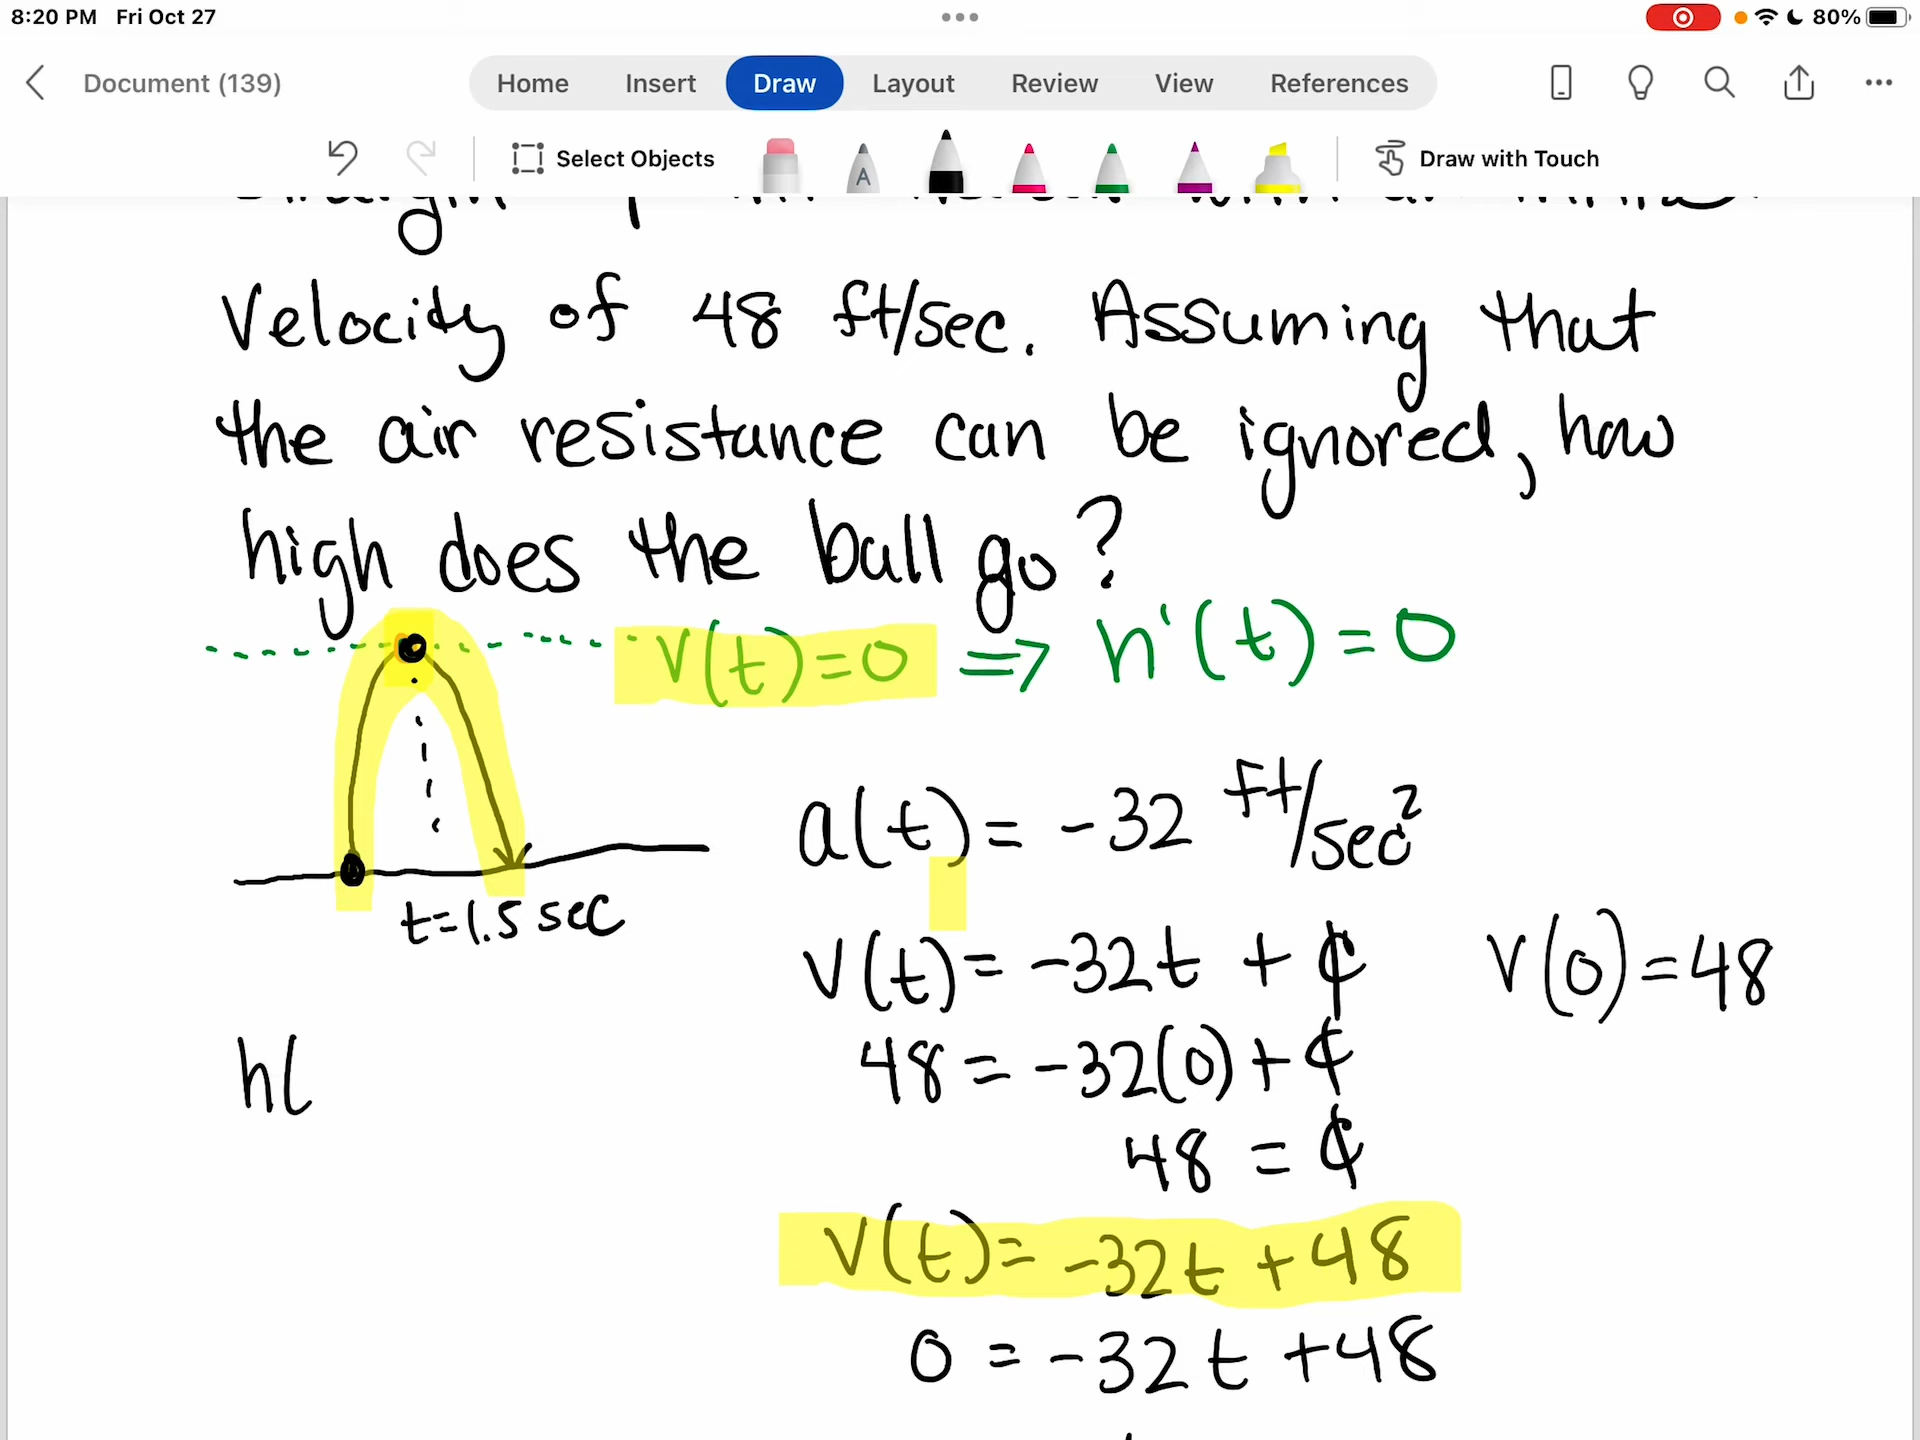 8:20 PM Fri Oct 27
80%
Document (139)
Home Insert Draw Layout Review View References
Select Objects
A
Draw with Touch
Velocity of 48 ft/sec. Assuming that
the air resistance can be ignored, how
high does the ball go?
v(t)=0 => h'(t)=0
a(t)= -32 ft/sec²
t=1.5 sec
v(t)= -32t + ¢
v(0)=48
h(
48 = -32(0)+ ¢
48 = ¢
v(t)= -32t +48
0 = -32t +48